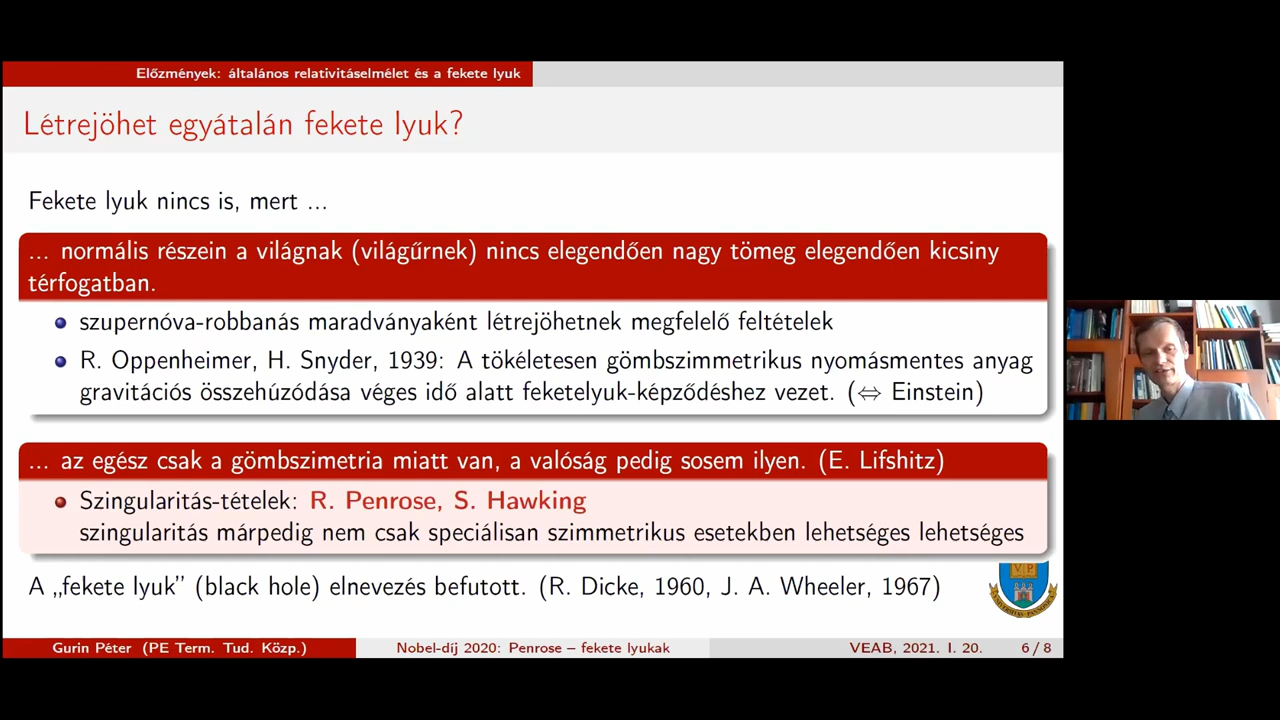 Előzmények: általános relativitáselmélet és a fekete lyuk
Létrejöhet egyátalán fekete lyuk?
Fekete lyuk nincs is, mert ...
... normális részein a világnak (világűrnek) nincs elegendően nagy tömeg elegendően kicsiny
térfogatban.
szupernóva-robbanás maradványaként létrejöhetnek megfelelő feltételek
R. Oppenheimer, H. Snyder, 1939: A tökéletesen gömbszimmetrikus nyomásmentes anyag
gravitációs összehúzódása véges idő alatt feketelyuk-képződéshez vezet. (⇔ Einstein)
... az egész csak a gömbszimetria miatt van, a valóság pedig sosem ilyen. (E. Lifshitz)
Szingularitás-tételek: R. Penrose, S. Hawking
szingularitás márpedig nem csak speciálisan szimmetrikus esetekben lehetséges lehetséges
A „fekete lyuk” (black hole) elnevezés befutott. (R. Dicke, 1960, J. A. Wheeler, 1967)
V P
UNIVERSITAS PANNONICA
Gurin Péter (PE Term. Tud. Közp.)
Nobel-díj 2020: Penrose – fekete lyukak
VEAB, 2021. I. 20.
6 / 8